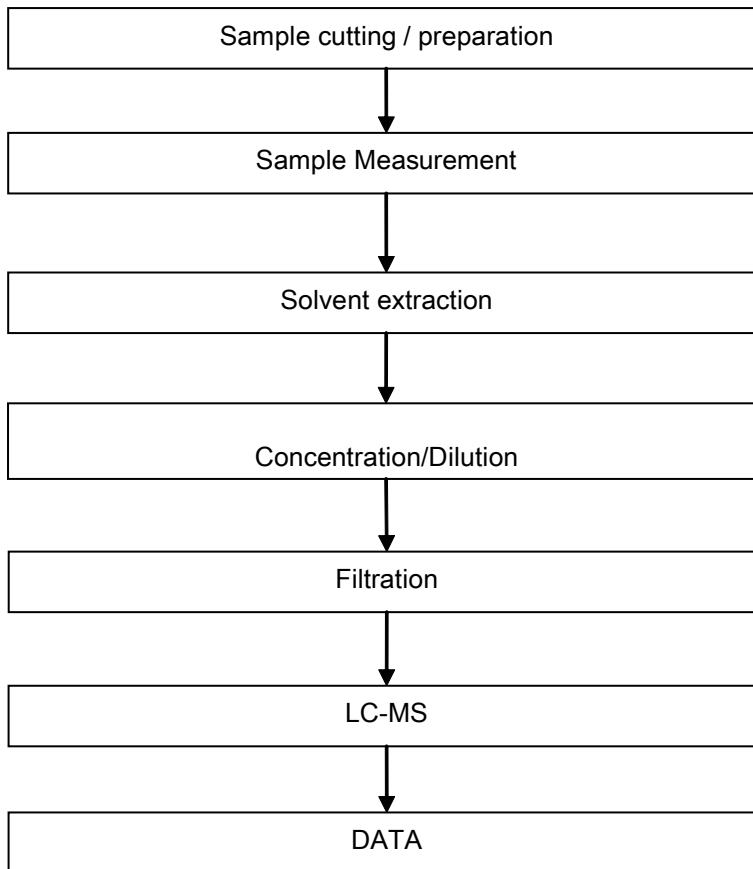 Sample cutting / preparation
Sample Measurement
Solvent extraction
Concentration/Dilution
Filtration
LC-MS
DATA